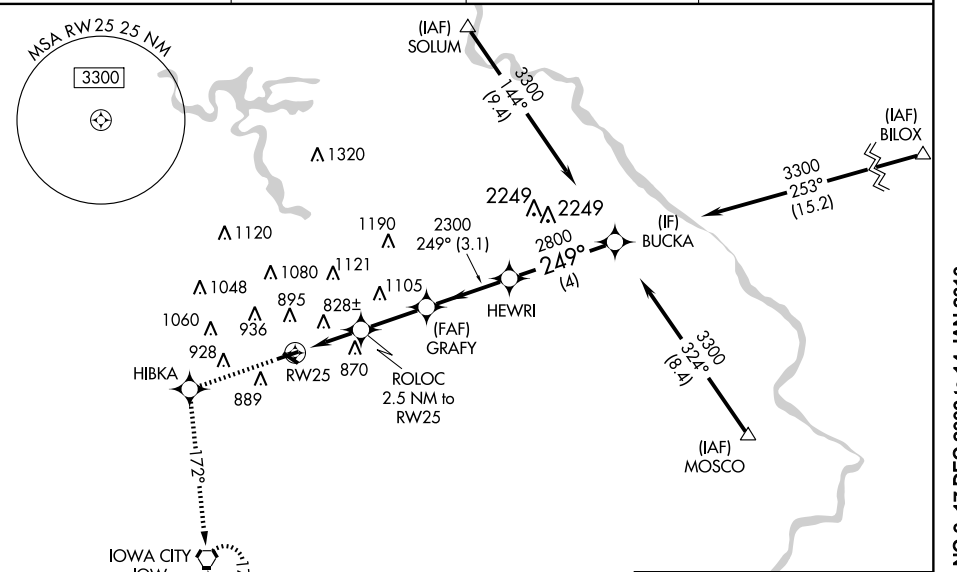 MSA RW25 25 NM
3300
(IAF)
SOLUM
3300
144°
(9.4)
(IAF)
BILOX
3300
253°
(15.2)
1320
2249
2249
(IF)
BUCKA
1120
1190
2300
249° (3.1)
2800
249°
(4)
1080
1121
1048
1105
HEWRI
895
828±
1060
936
(FAF)
GRAFY
928
HIBKA
RW25
870
889
ROLOC
2.5 NM to
RW25
3300
324°
(8.4)
(IAF)
MOSCO
172°
IOWA CITY